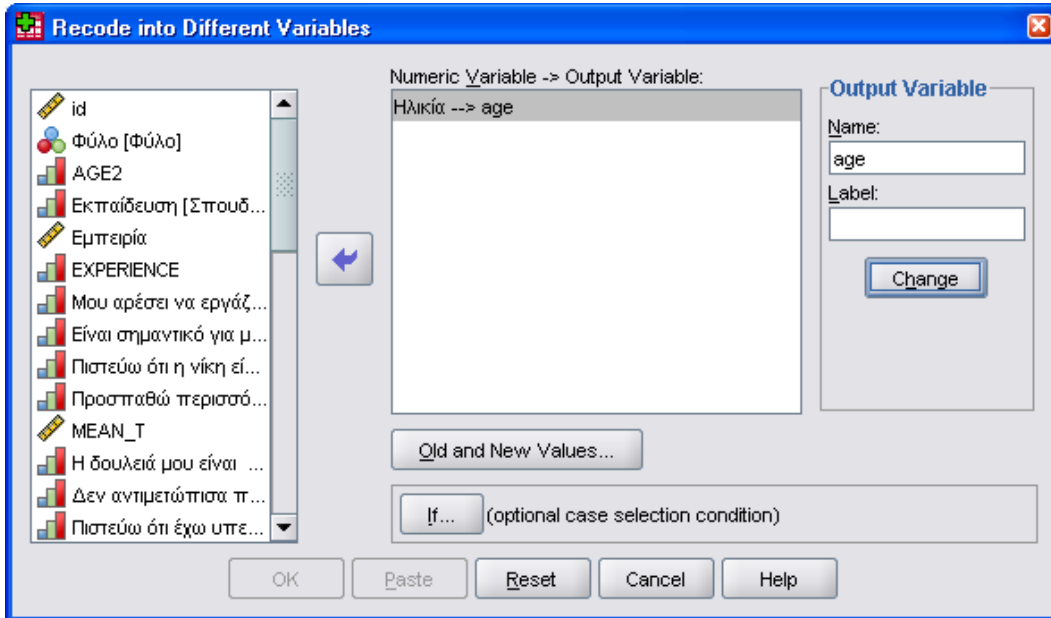 Recode into Different Variables
id
Φύλο [Φύλο]
AGE2
Εκπαίδευση [Σπουδ...
Εμπειρία
EXPERIENCE
Μου αρέσει να εργάζ...
Είναι σημαντικό για μ...
Πιστεύω ότι η νίκη εί...
Προσπαθώ περισσό...
MEAN_T
Η δουλειά μου είναι ...
Δεν αντιμετώπισα π...
Πιστεύω ότι έχω υπε...
Numeric Variable -> Output Variable:
Ηλικία --> age
Output Variable
Name:
age
Label:
Change
Old and New Values...
If... (optional case selection condition)
OK Paste Reset Cancel Help